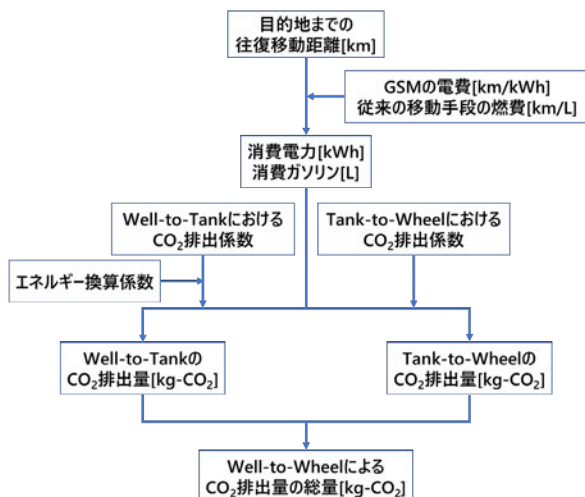 目的地までの
往復移動距離[km]
GSMの電費[km/kWh]
従来の移動手段の燃費[km/L]
消費電力[kWh]
消費ガソリン[L]
Well-to-Tankにおける
CO₂排出係数
Tank-to-Wheelにおける
CO₂排出係数
エネルギー換算係数
Well-to-Tankの
CO₂排出量[kg-CO₂]
Tank-to-Wheelの
CO₂排出量[kg-CO₂]
Well-to-Wheelによる
CO₂排出量の総量[kg-CO₂]